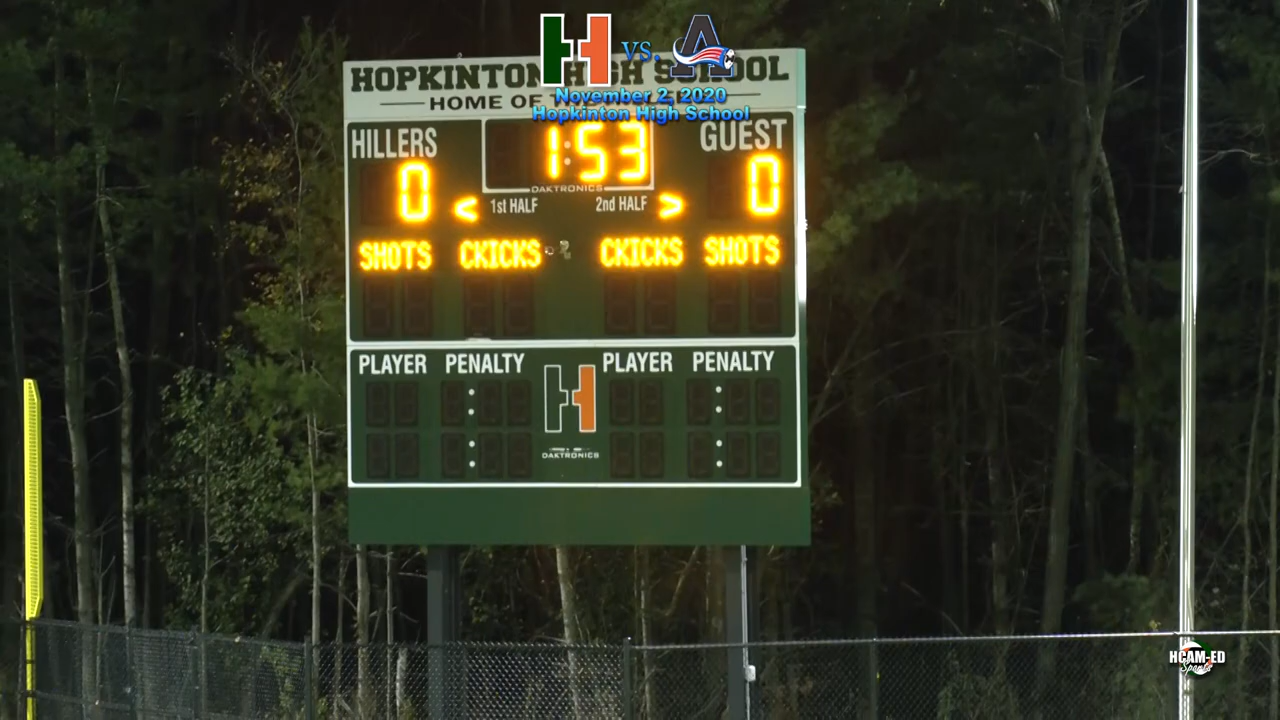 H vs. A
HOPKINTON HIGH SCHOOL
HOME OF
November 2, 2020
Hopkinton High School
HILLERS 1:53 GUEST
0 0
DAKTRONICS
< 1st HALF 2nd HALF >
SHOTS CKICKS CKICKS SHOTS
PLAYER PENALTY PLAYER PENALTY
H
DAKTRONICS
HCAM-ED
Sports